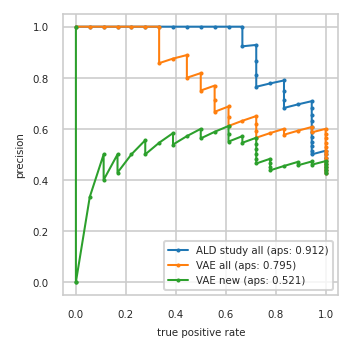 1.0
0.8
0.6
0.4
0.2
0.0
precision
0.0 0.2 0.4 0.6 0.8 1.0
true positive rate
ALD study all (aps: 0.912)
VAE all (aps: 0.795)
VAE new (aps: 0.521)